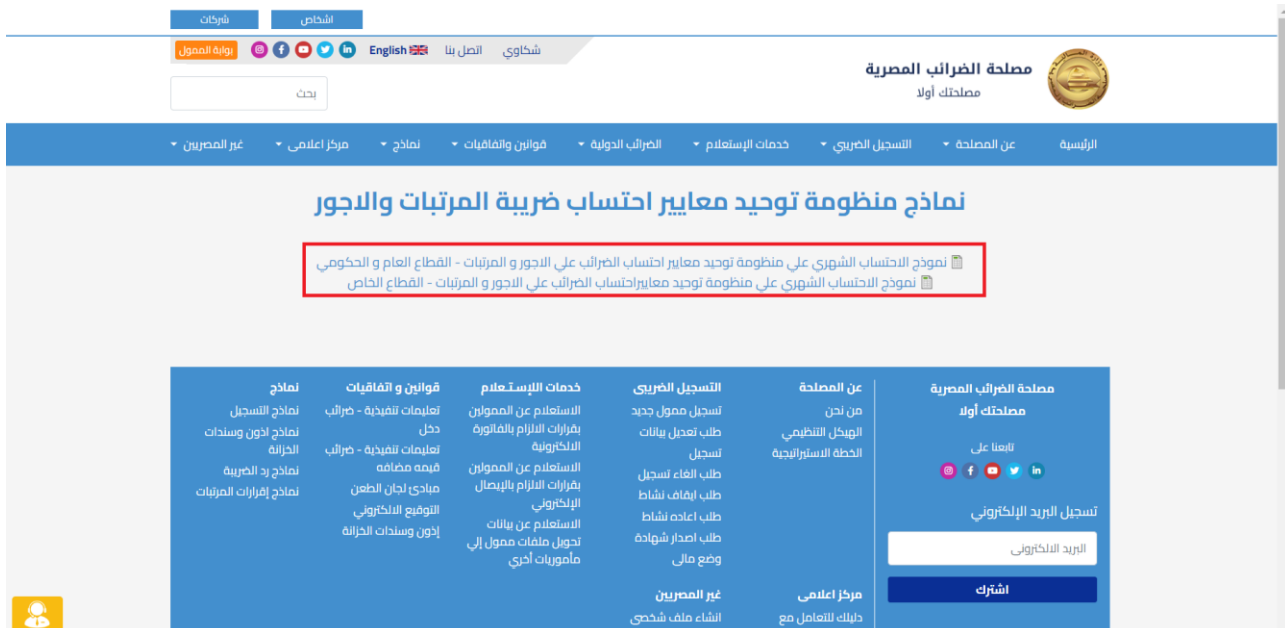 اشخاص
شركات
شكاوي
اتصل بنا
English
بوابة الممول
مصلحة الضرائب المصرية
مصلحتك أولا
بحث
الرئيسية
عن المصلحة
التسجيل الضريبي
خدمات الإستعلام
الضرائب الدولية
قوانين واتفاقيات
نماذج
مركز اعلامى
غير المصريين
نماذج منظومة توحيد معايير احتساب ضريبة المرتبات والاجور
نموذج الاحتساب الشهري علي منظومة توحيد معايير احتساب الضرائب علي الاجور و المرتبات - القطاع العام و الحكومي
نموذج الاحتساب الشهري علي منظومة توحيد معاييراحتساب الضرائب علي الاجور و المرتبات - القطاع الخاص
مصلحة الضرائب المصرية
مصلحتك أولا
تابعنا على
تسجيل البريد الإلكتروني
البريد الالكترونى
اشترك
عن المصلحة
من نحن
الهيكل التنظيمي
الخطة الاستيراتيجية
مركز اعلامى
دليلك للتعامل مع
التسجيل الضريبى
تسجيل ممول جديد
طلب تعديل بيانات
تسجيل
طلب الغاء تسجيل
طلب ايقاف نشاط
طلب اعاده نشاط
طلب اصدار شهادة
وضع مالى
غير المصريين
انشاء ملف شخصى
خدمات اللإستـعلام
الاستعلام عن الممولين
بقرارات الالزام بالفاتورة
الالكترونية
الاستعلام عن الممولين
بقرارات الالزام بالإيصال
الإلكتروني
الاستعلام عن بيانات
تحويل ملفات ممول إلي
مأموريات أخري
قوانين و اتفاقيات
تعليمات تنفيذية - ضرائب
دخل
تعليمات تنفيذية - ضرائب
قيمه مضافه
مبادئ لجان الطعن
التوقيع الالكتروني
إذون وسندات الخزانة
نماذج
نماذج التسجيل
نماذج اذون وسندات
الخزانة
نماذج رد الضريبة
نماذج إقرارات المرتبات